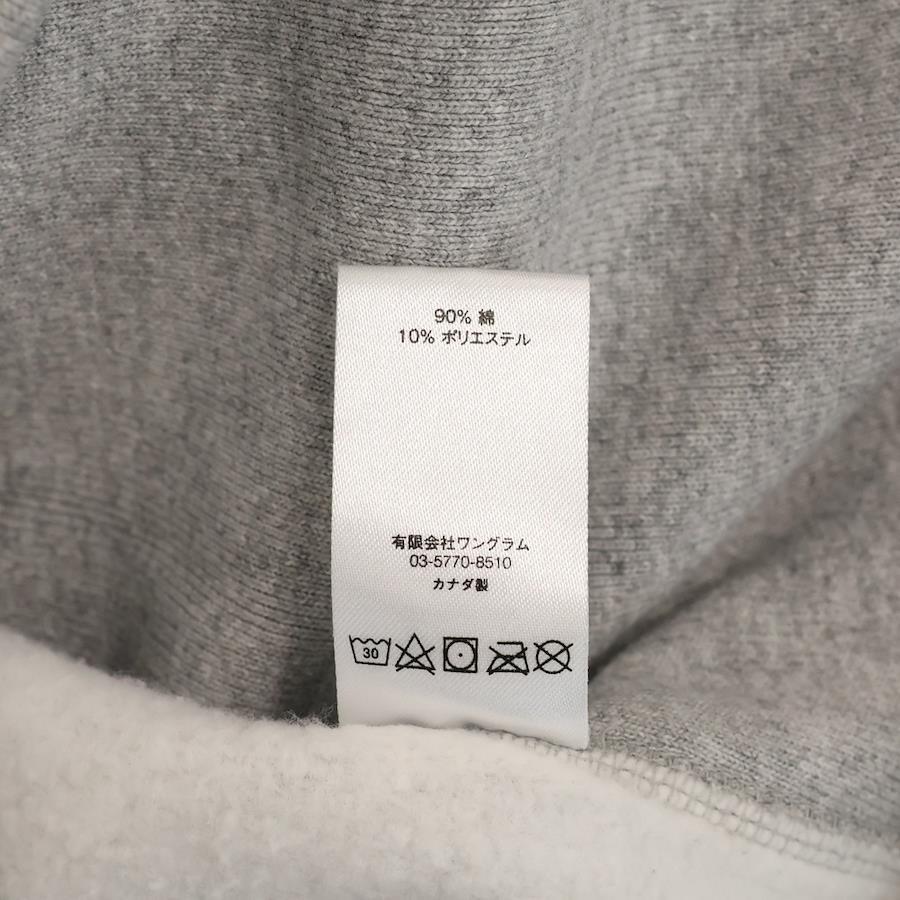 90% 綿
10% ポリエステル
有限会社ワングラム
03-5770-8510
カナダ製
30